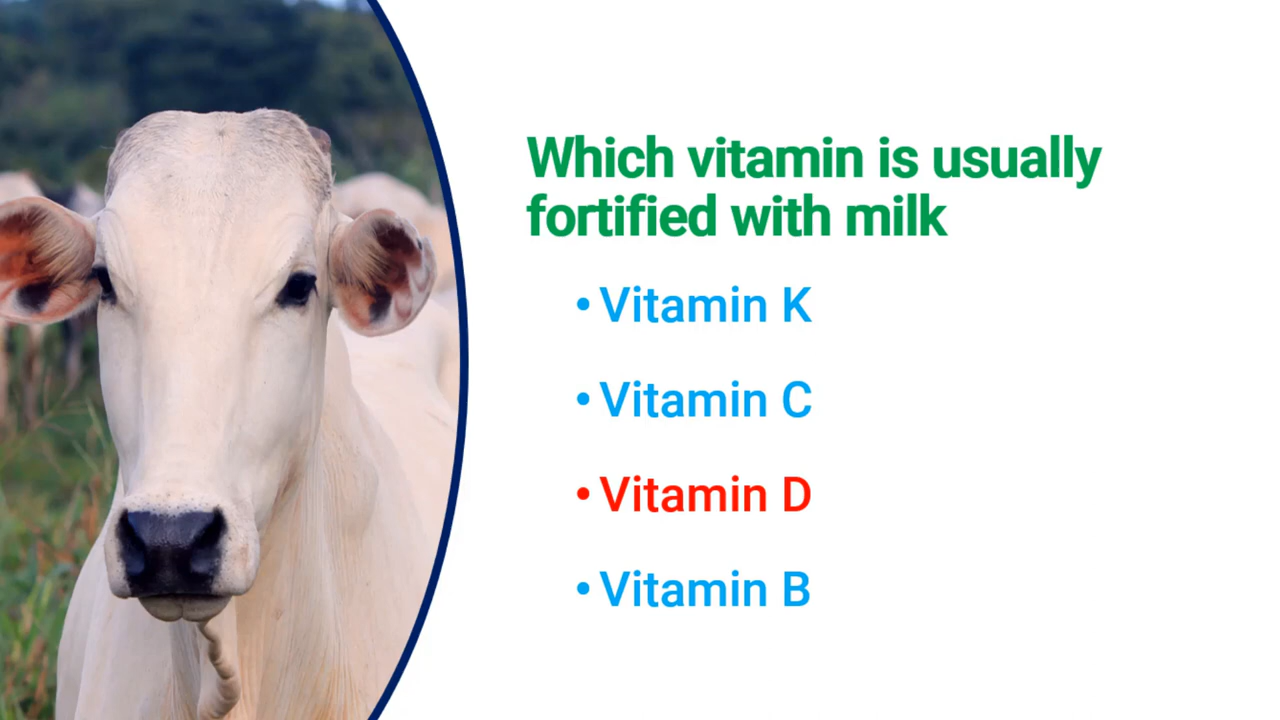 Which vitamin is usually
fortified with milk
• Vitamin K
• Vitamin C
• Vitamin D
• Vitamin B